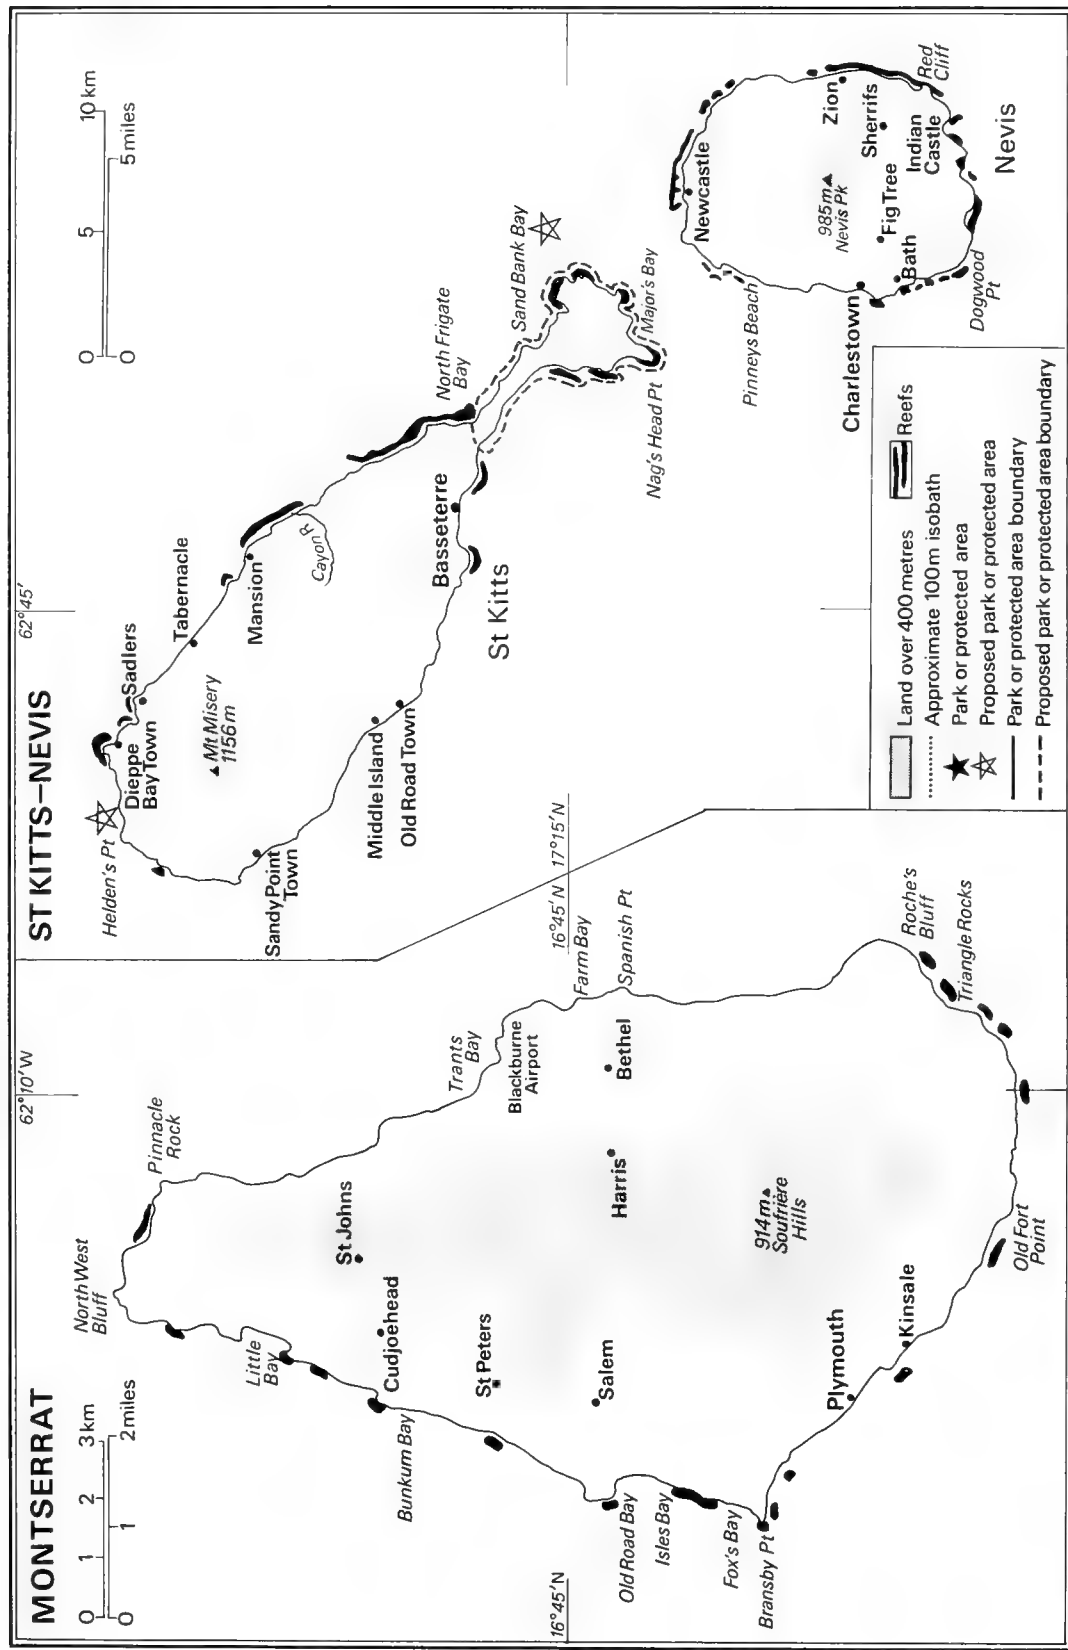 MONTSERRAT
0 1 2 3 km
0 1 2 miles
62°10'W
North West
Bluff
Pinnacle
Rock
Little
Bay
St Johns
Cudjoehead
Bunkum Bay
Trants
Bay
Blackburne
Airport
St Peters
Farm Bay
Spanish Pt
16°45'N
16°45'N
Salem
Harris
Bethel
Old Road Bay
Isles Bay
Fox's Bay
Bransby Pt
914m
Soufrière
Hills
Plymouth
Kinsale
Roche's
Bluff
Triangle Rocks
Old Fort
Point
ST KITTS–NEVIS
62°45'
0 5 10 km
0 5 miles
Helden's Pt
Dieppe
Bay Town
Sadlers
Tabernacle
Mt Misery
1156m
Mansion
Sandy Point
Town
Cayon R
Middle Island
Old Road Town
Basseterre
St Kitts
North Frigate
Bay
Sand Bank Bay
Major's Bay
Nag's Head Pt
17°15'N
Newcastle
Pinneys Beach
985m
Nevis Pk
Zion
Sherrifs
Fig Tree
Charlestown
Bath
Indian
Castle
Red
Cliff
Dogwood
Pt
Nevis
Land over 400 metres
Reefs
Approximate 100m isobath
Park or protected area
Proposed park or protected area
Park or protected area boundary
Proposed park or protected area boundary